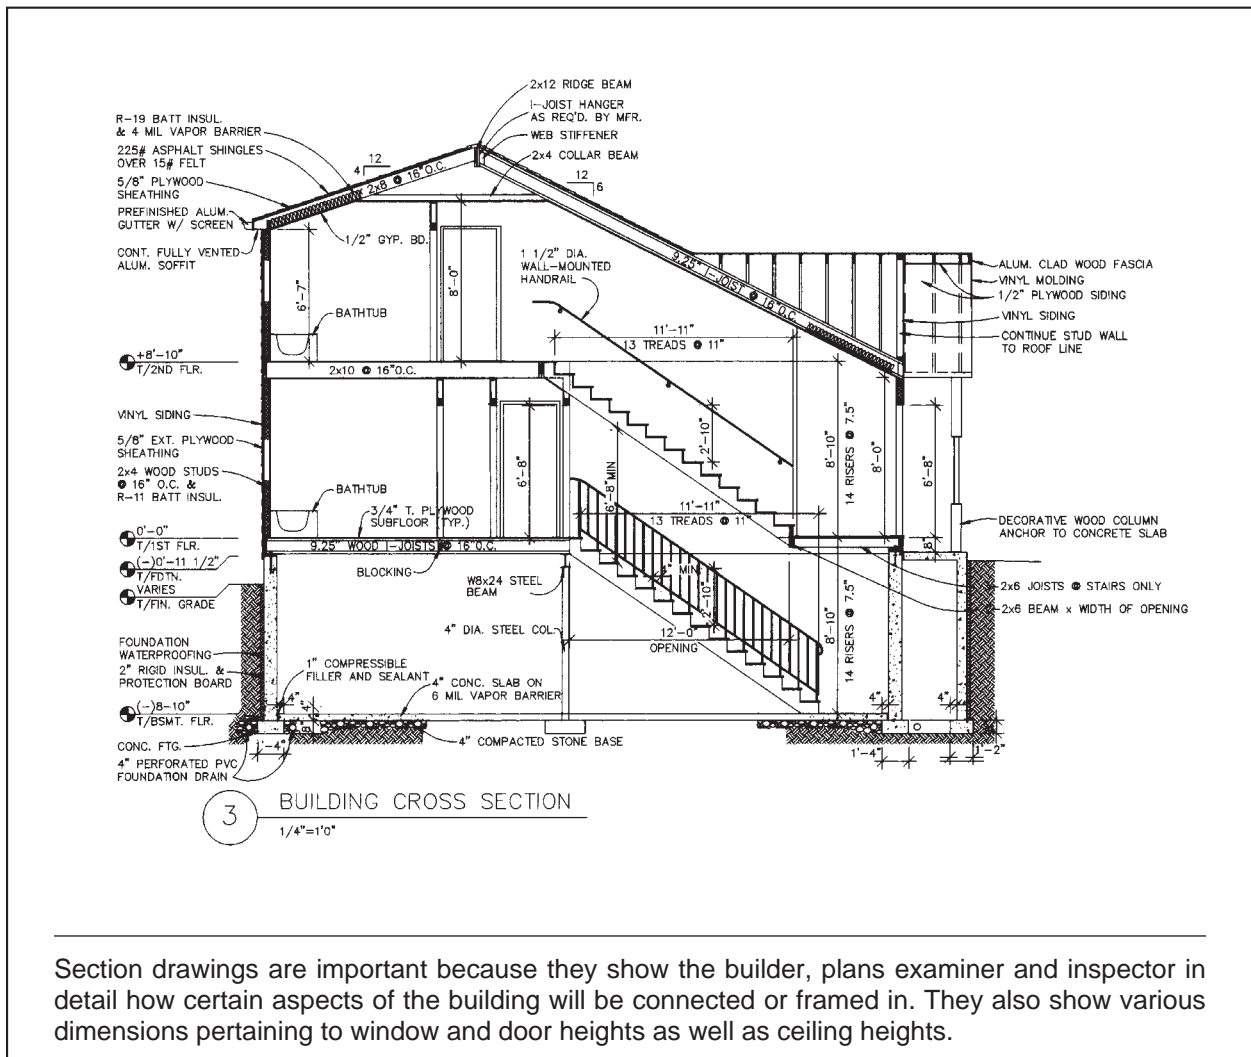 2x12 RIDGE BEAM
I-JOIST HANGER
AS REQ'D. BY MFR.
WEB STIFFENER
2x4 COLLAR BEAM
R-19 BATT INSUL.
& 4 MIL VAPOR BARRIER
225# ASPHALT SHINGLES
OVER 15# FELT
5/8" PLYWOOD
SHEATHING
PREFINISHED ALUM.
GUTTER W/ SCREEN
CONT. FULLY VENTED
ALUM. SOFFIT
12
4
2x8 @ 16"O.C.
12
6
1/2" GYP. BD.
1 1/2" DIA.
WALL-MOUNTED
HANDRAIL
9.25" I-JOIST @ 16"O.C.
ALUM. CLAD WOOD FASCIA
VINYL MOLDING
1/2" PLYWOOD SIDING
VINYL SIDING
CONTINUE STUD WALL
TO ROOF LINE
6'-7"
8'-0"
BATHTUB
11'-11"
13 TREADS @ 11"
+8'-10"
T/2ND FLR.
2x10 @ 16"O.C.
VINYL SIDING
5/8" EXT. PLYWOOD
SHEATHING
2x4 WOOD STUDS
@ 16" O.C. &
R-11 BATT INSUL.
BATHTUB
3/4" T. PLYWOOD
SUBFLOOR (TYP.)
6'-8"
6'-8"MIN
2'-10"
8'-10"
14 RISERS @ 7.5"
8'-0"
6'-8"
11'-11"
13 TREADS @ 11
0'-0"
T/1ST FLR.
9.25" WOOD I-JOISTS @ 16"O.C.
BLOCKING
(-)0'-11 1/2"
T/FDTN.
VARIES
T/FIN. GRADE
W8x24 STEEL
BEAM
4" MIN
2'-10"
8"
DECORATIVE WOOD COLUMN
ANCHOR TO CONCRETE SLAB
2x6 JOISTS @ STAIRS ONLY
2x6 BEAM x WIDTH OF OPENING
FOUNDATION
WATERPROOFING
2" RIGID INSUL. &
PROTECTION BOARD
4" DIA. STEEL COL.
12'-0"
OPENING
8'-10"
14 RISERS @ 7.5"
1" COMPRESSIBLE
FILLER AND SEALANT
4" CONC. SLAB ON
6 MIL VAPOR BARRIER
(-)8-10"
T/BSMT. FLR.
4"
4"
8"
4"
4"
CONC. FTG.
1'-4"
4" COMPACTED STONE BASE
1'-4"
1'-2"
4" PERFORATED PVC
FOUNDATION DRAIN
3
BUILDING CROSS SECTION
1/4"=1'0"
Section drawings are important because they show the builder, plans examiner and inspector in
detail how certain aspects of the building will be connected or framed in. They also show various
dimensions pertaining to window and door heights as well as ceiling heights.